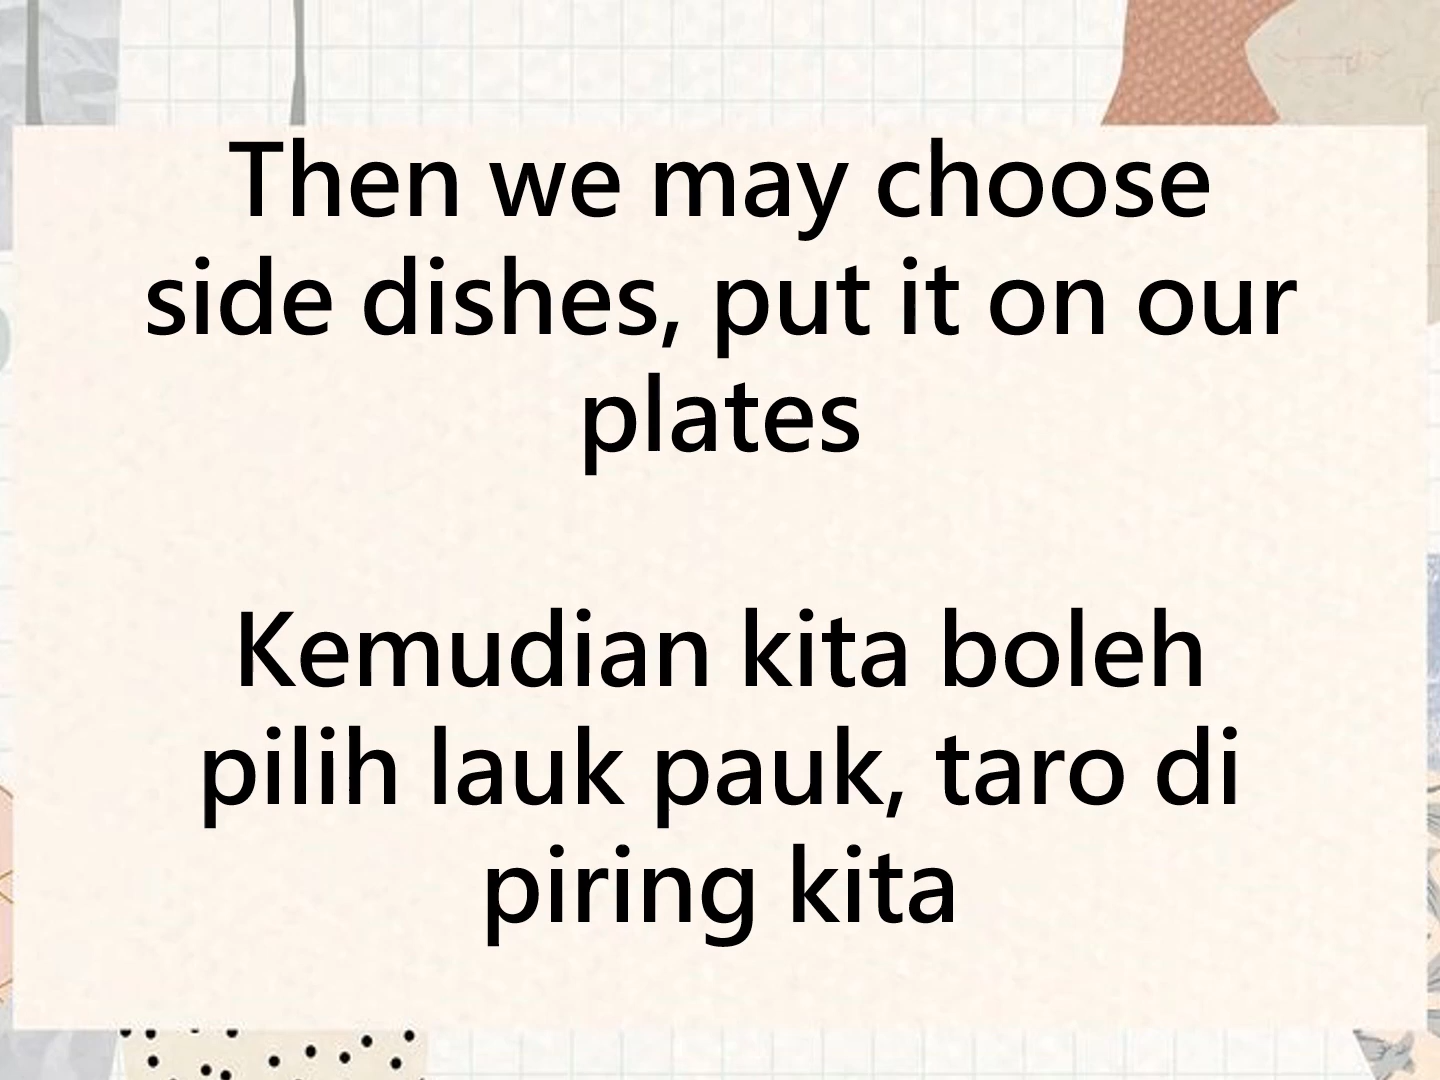 Then we may choose
side dishes, put it on our
plates
Kemudian kita boleh
pilih lauk pauk, taro di
piring kita